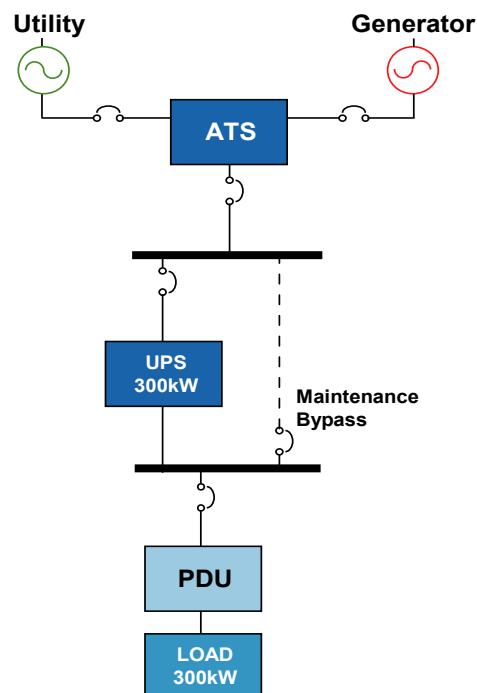 Utility
Generator
ATS
UPS
300kW
Maintenance
Bypass
PDU
LOAD
300kW